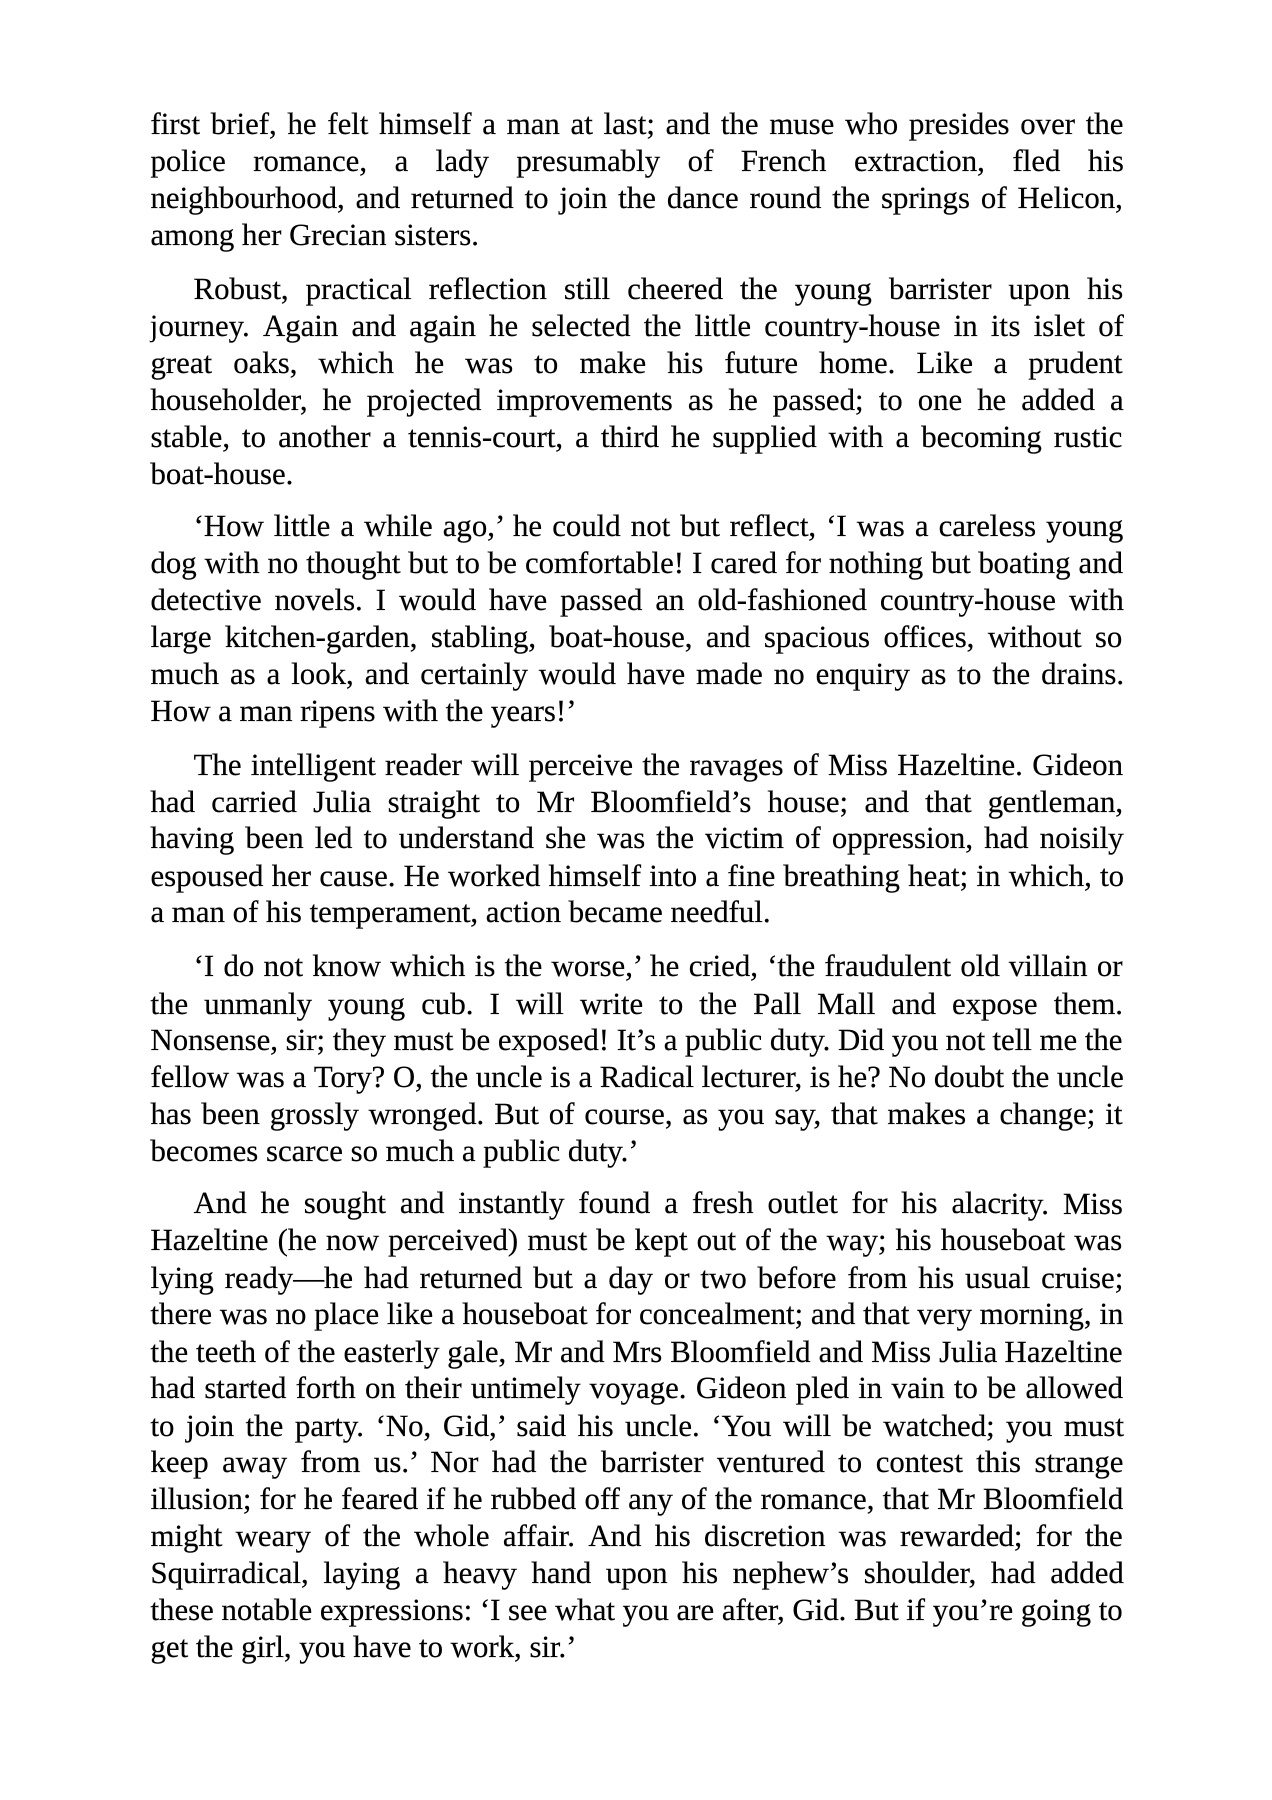 first brief, he felt himself a man at last; and the muse who presides over the
police romance, a lady presumably of French extraction, fled his
neighbourhood, and returned to join the dance round the springs of Helicon,
among her Grecian sisters.
Robust, practical reflection still cheered the young barrister upon his
journey. Again and again he selected the little country-house in its islet of
great oaks, which he was to make his future home. Like a prudent
householder, he projected improvements as he passed; to one he added a
stable, to another a tennis-court, a third he supplied with a becoming rustic
boat-house.
‘How little a while ago,’ he could not but reflect, ‘I was a careless young
dog with no thought but to be comfortable! I cared for nothing but boating and
detective novels. I would have passed an old-fashioned country-house with
large kitchen-garden, stabling, boat-house, and spacious offices, without so
much as a look, and certainly would have made no enquiry as to the drains.
How a man ripens with the years!’
The intelligent reader will perceive the ravages of Miss Hazeltine. Gideon
had carried Julia straight to Mr Bloomfield’s house; and that gentleman,
having been led to understand she was the victim of oppression, had noisily
espoused her cause. He worked himself into a fine breathing heat; in which, to
a man of his temperament, action became needful.
‘I do not know which is the worse,’ he cried, ‘the fraudulent old villain or
the unmanly young cub. I will write to the Pall Mall and expose them.
Nonsense, sir; they must be exposed! It’s a public duty. Did you not tell me the
fellow was a Tory? O, the uncle is a Radical lecturer, is he? No doubt the uncle
has been grossly wronged. But of course, as you say, that makes a change; it
becomes scarce so much a public duty.’
And he sought and instantly found a fresh outlet for his alacrity. Miss
Hazeltine (he now perceived) must be kept out of the way; his houseboat was
lying ready—he had returned but a day or two before from his usual cruise;
there was no place like a houseboat for concealment; and that very morning, in
the teeth of the easterly gale, Mr and Mrs Bloomfield and Miss Julia Hazeltine
had started forth on their untimely voyage. Gideon pled in vain to be allowed
to join the party. ‘No, Gid,’ said his uncle. ‘You will be watched; you must
keep away from us.’ Nor had the barrister ventured to contest this strange
illusion; for he feared if he rubbed off any of the romance, that Mr Bloomfield
might weary of the whole affair. And his discretion was rewarded; for the
Squirradical, laying a heavy hand upon his nephew’s shoulder, had added
these notable expressions: ‘I see what you are after, Gid. But if you’re going to
get the girl, you have to work, sir.’